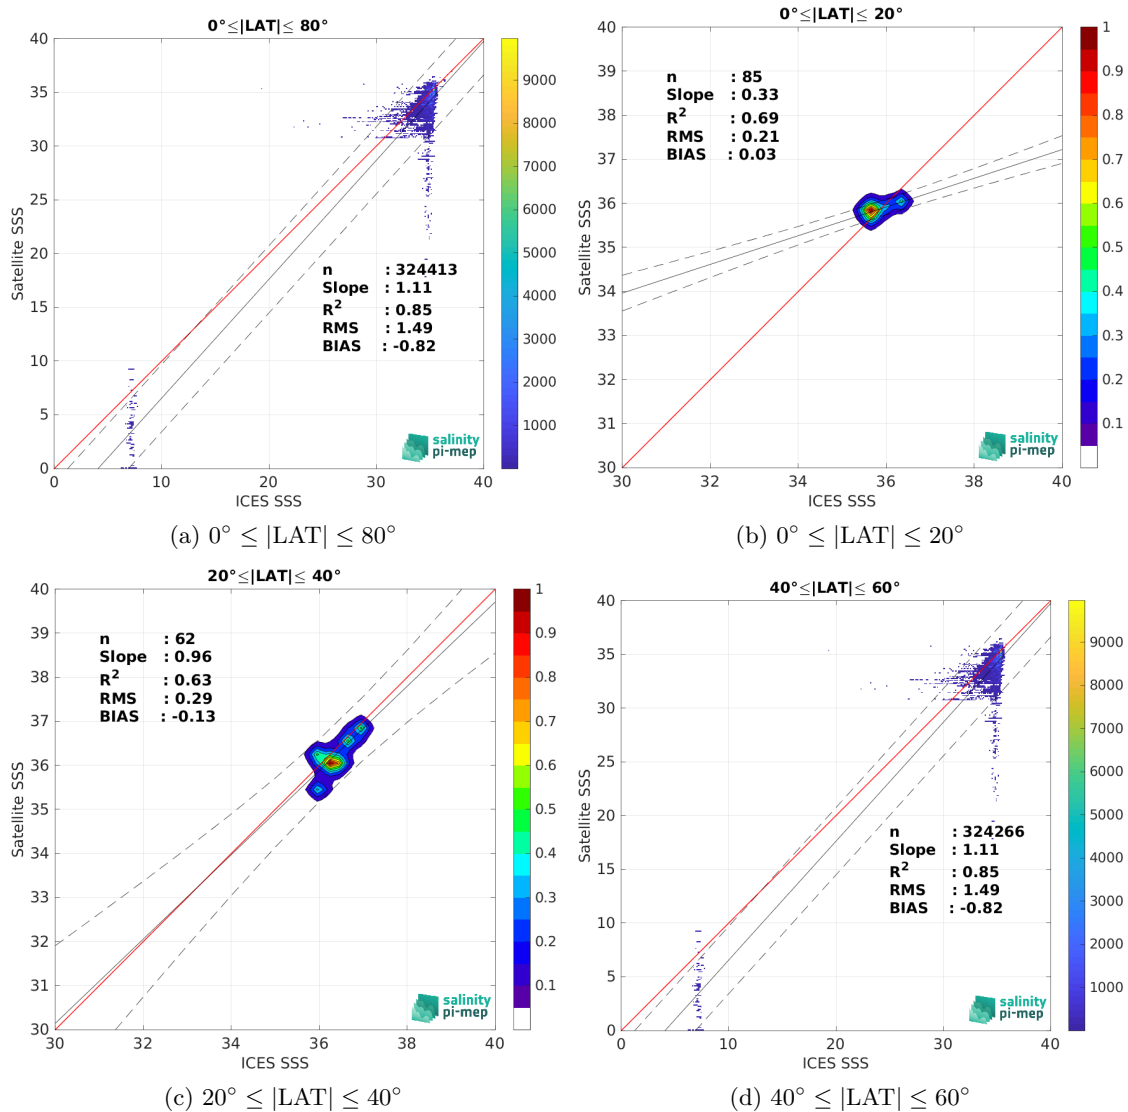 0°≤|LAT|≤ 80°
40
35
30
25
20
15
10
5
0
0
10
20
30
40
Satellite SSS
ICES SSS
n : 324413
Slope : 1.11
R² : 0.85
RMS : 1.49
BIAS : -0.82
salinity
pi-mep
9000
8000
7000
6000
5000
4000
3000
2000
1000
(a) 0° ≤ |LAT| ≤ 80°
0°≤|LAT|≤ 20°
40
39
38
37
36
35
34
33
32
31
30
30
32
34
36
38
40
Satellite SSS
ICES SSS
n : 85
Slope : 0.33
R² : 0.69
RMS : 0.21
BIAS : 0.03
salinity
pi-mep
1
0.9
0.8
0.7
0.6
0.5
0.4
0.3
0.2
0.1
(b) 0° ≤ |LAT| ≤ 20°
20°≤|LAT|≤ 40°
40
39
38
37
36
35
34
33
32
31
30
30
32
34
36
38
40
Satellite SSS
ICES SSS
n : 62
Slope : 0.96
R² : 0.63
RMS : 0.29
BIAS : -0.13
salinity
pi-mep
1
0.9
0.8
0.7
0.6
0.5
0.4
0.3
0.2
0.1
(c) 20° ≤ |LAT| ≤ 40°
40°≤|LAT|≤ 60°
40
35
30
25
20
15
10
5
0
0
10
20
30
40
Satellite SSS
ICES SSS
n : 324266
Slope : 1.11
R² : 0.85
RMS : 1.49
BIAS : -0.82
salinity
pi-mep
9000
8000
7000
6000
5000
4000
3000
2000
1000
(d) 40° ≤ |LAT| ≤ 60°